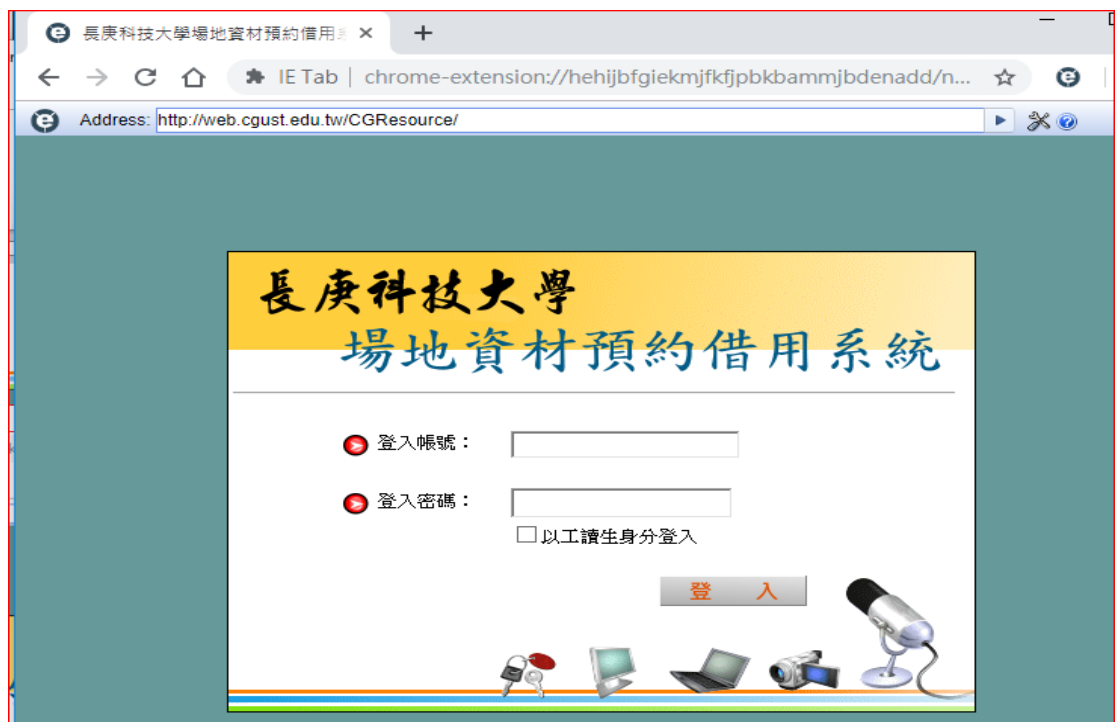 長庚科技大學場地資材預約借用
IE Tab | chrome-extension://hehijbfgiekmjfkfjpbkbammjbdenadd/n...
Address: http://web.cgust.edu.tw/CGResource/
長庚科技大學
場地資材預約借用系統
登入帳號：
登入密碼：
以工讀生身分登入
登 入